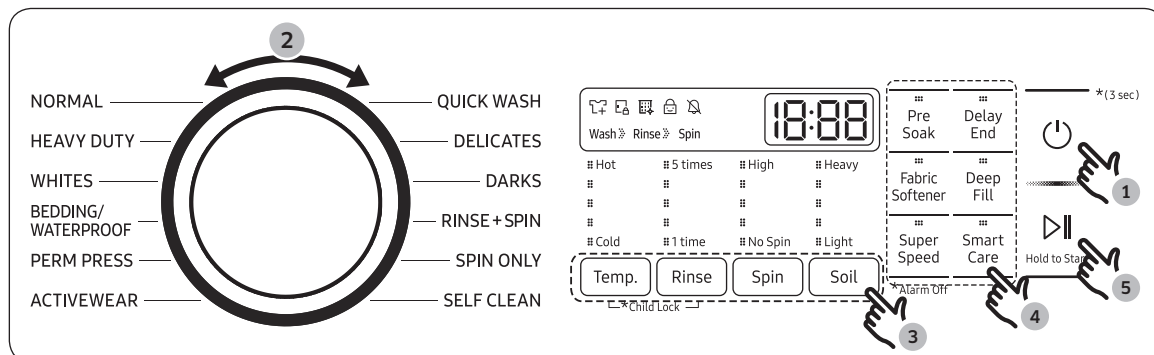 2
NORMAL
HEAVY DUTY
WHITES
BEDDING/
WATERPROOF
PERM PRESS
ACTIVEWEAR
QUICK WASH
DELICATES
DARKS
RINSE+SPIN
SPIN ONLY
SELF CLEAN
18:88
Wash Rinse Spin
Hot 5 times High Heavy
Cold 1 time No Spin Light
Temp. Rinse Spin Soil
*Child Lock
3
Pre
Soak
Delay
End
Fabric
Softener
Deep
Fill
Super
Speed
Smart
Care
*Alarm Off
4
*(3 sec)
1
Hold to Start
5